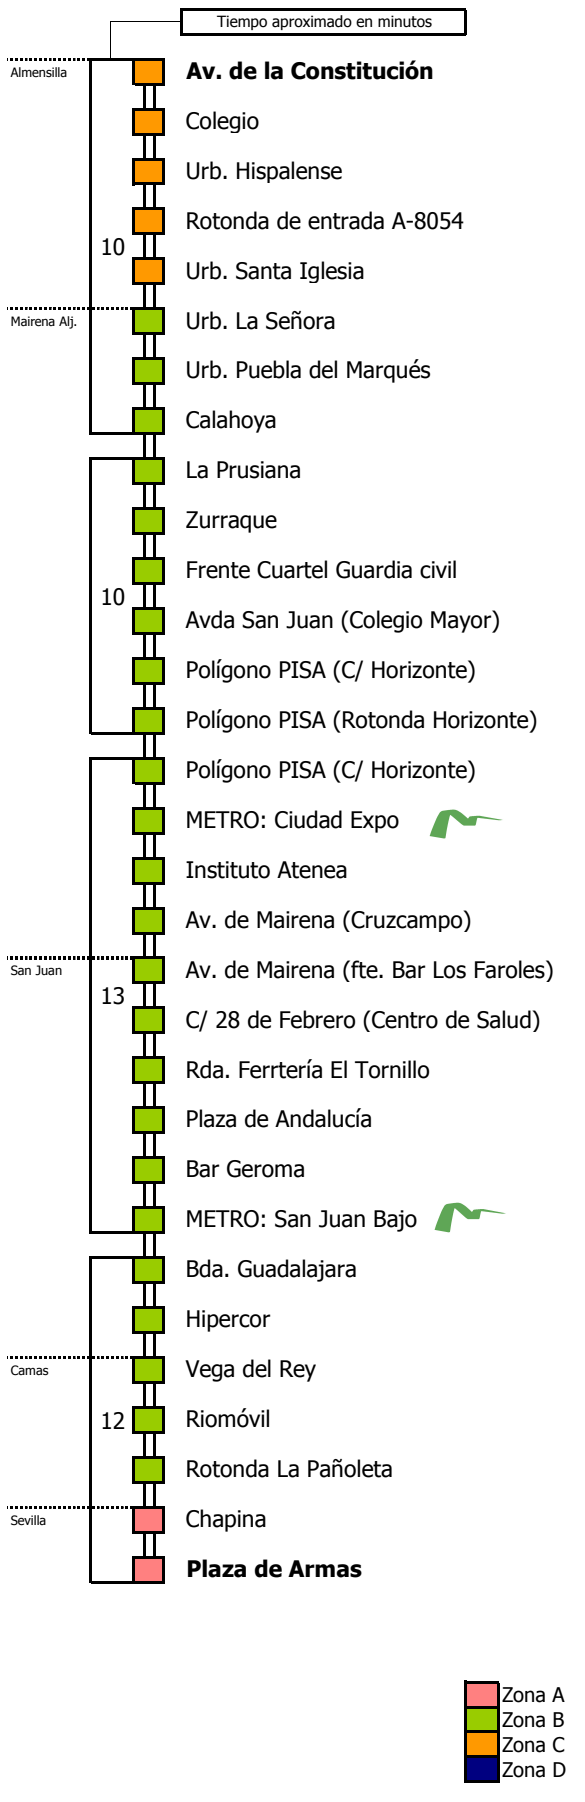 Tiempo aproximado en minutos
Almensilla
Av. de la Constitución
Colegio
Urb. Hispalense
Rotonda de entrada A-8054
10
Urb. Santa Iglesia
Mairena Alj.
Urb. La Señora
Urb. Puebla del Marqués
Calahoya
La Prusiana
Zurraque
Frente Cuartel Guardia civil
10
Avda San Juan (Colegio Mayor)
Polígono PISA (C/ Horizonte)
Polígono PISA (Rotonda Horizonte)
Polígono PISA (C/ Horizonte)
METRO: Ciudad Expo
Instituto Atenea
Av. de Mairena (Cruzcampo)
San Juan
Av. de Mairena (fte. Bar Los Faroles)
13
C/ 28 de Febrero (Centro de Salud)
Rda. Ferrtería El Tornillo
Plaza de Andalucía
Bar Geroma
METRO: San Juan Bajo
Bda. Guadalajara
Hipercor
Camas
Vega del Rey
12
Riomóvil
Rotonda La Pañoleta
Sevilla
Chapina
Plaza de Armas
Zona A
Zona B
Zona C
Zona D